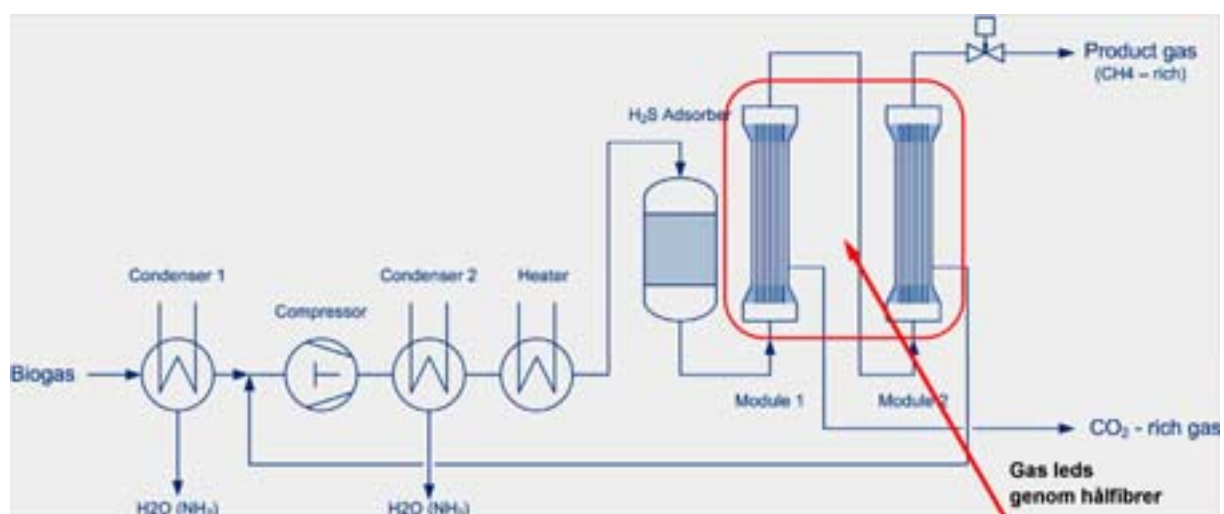 Product gas
(CH4 – rich)
H₂S Adsorber
Condenser 1
Condenser 2
Heater
Compressor
Biogas
Module 1
Module 2
CO₂ - rich gas
Gas leds
genom hålfibrer
H2O (NH₃)
H2O (NH₃)